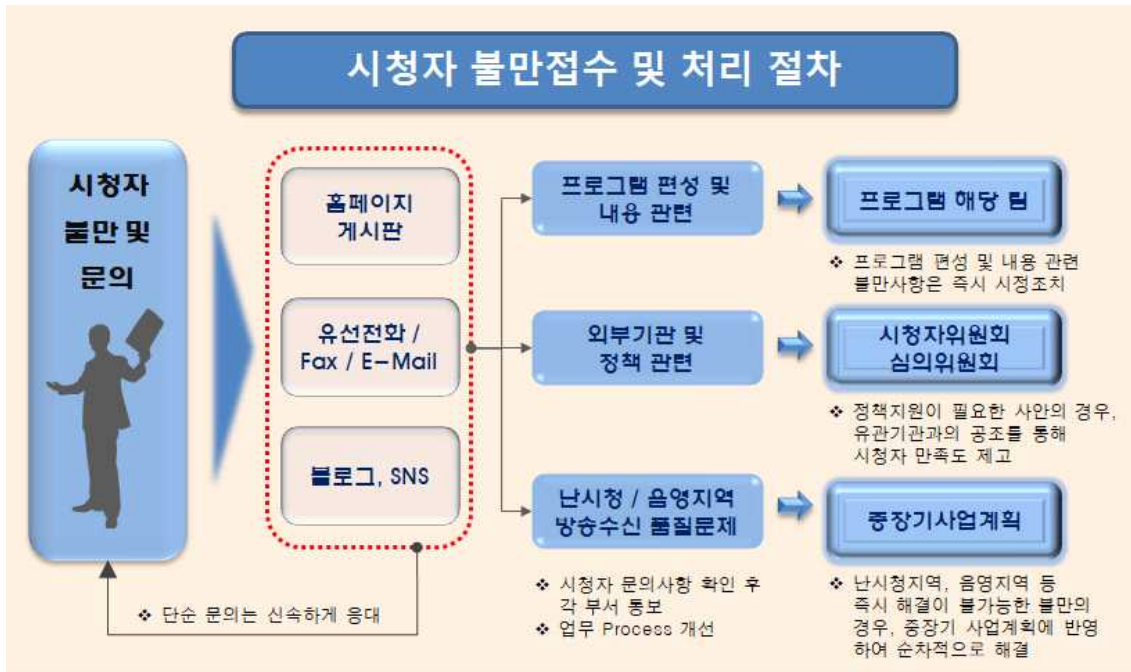 시청자 불만접수 및 처리 절차
시청자
불만 및
문의
홈페이지
게시판
유선전화 /
Fax / E-Mail
블로그, SNS
❖ 단순 문의는 신속하게 응대
프로그램 편성 및
내용 관련
외부기관 및
정책 관련
난시청 / 음영지역
방송수신 품질문제
❖ 시청자 문의사항 확인 후
각 부서 통보
❖ 업무 Process 개선
프로그램 해당 팀
❖ 프로그램 편성 및 내용 관련
불만사항은 즉시 시정조치
시청자위원회
심의위원회
❖ 정책지원이 필요한 사안의 경우,
유관기관과의 공조를 통해
시청자 만족도 제고
중장기사업계획
❖ 난시청지역, 음영지역 등
즉시 해결이 불가능한 불만의
경우, 중장기 사업계획에 반영
하여 순차적으로 해결